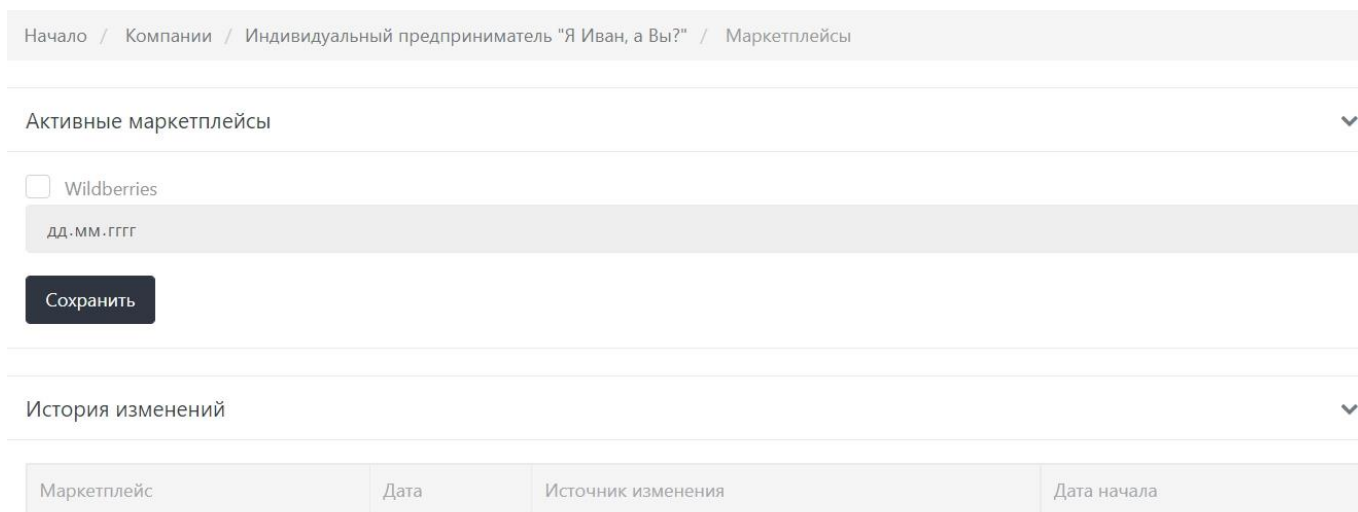 Начало / Компании / Индивидуальный предприниматель "Я Иван, а Вы?" / Маркетплейсы
Активные маркетплейсы
Wildberries
дд.мм.гггг
Сохранить
История изменений
Маркетплейс Дата Источник изменения Дата начала